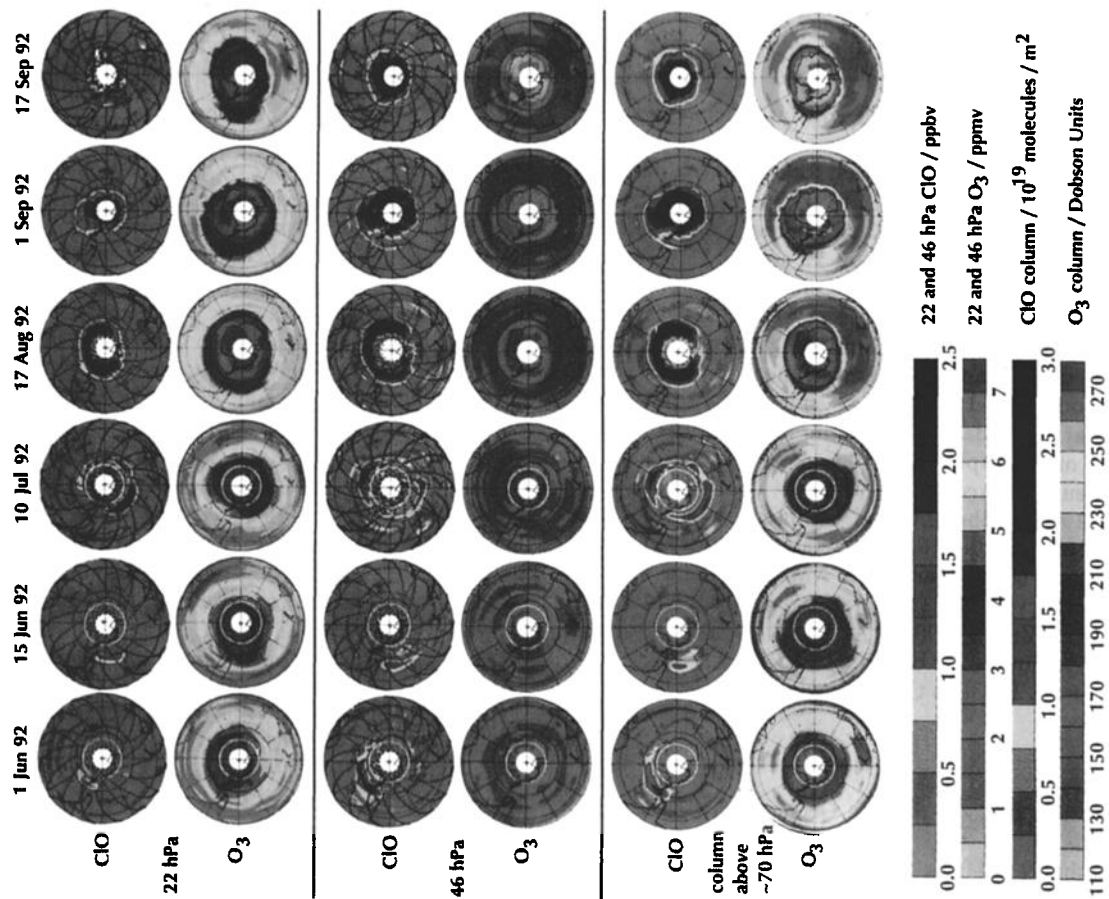 1 Jun 92
15 Jun 92
10 Jul 92
17 Aug 92
1 Sep 92
17 Sep 92
ClO
22 hPa
O3
ClO
46 hPa
O3
ClO
column
above
~70 hPa
O3
0.0 0.5 1.0 1.5 2.0 2.5
22 and 46 hPa ClO / ppbv
0 1 2 3 4 5 6 7
22 and 46 hPa O3 / ppmv
0.0 0.5 1.0 1.5 2.0 2.5 3.0
ClO column / 10^19 molecules / m^2
110 130 150 170 190 210 230 250 270
O3 column / Dobson Units